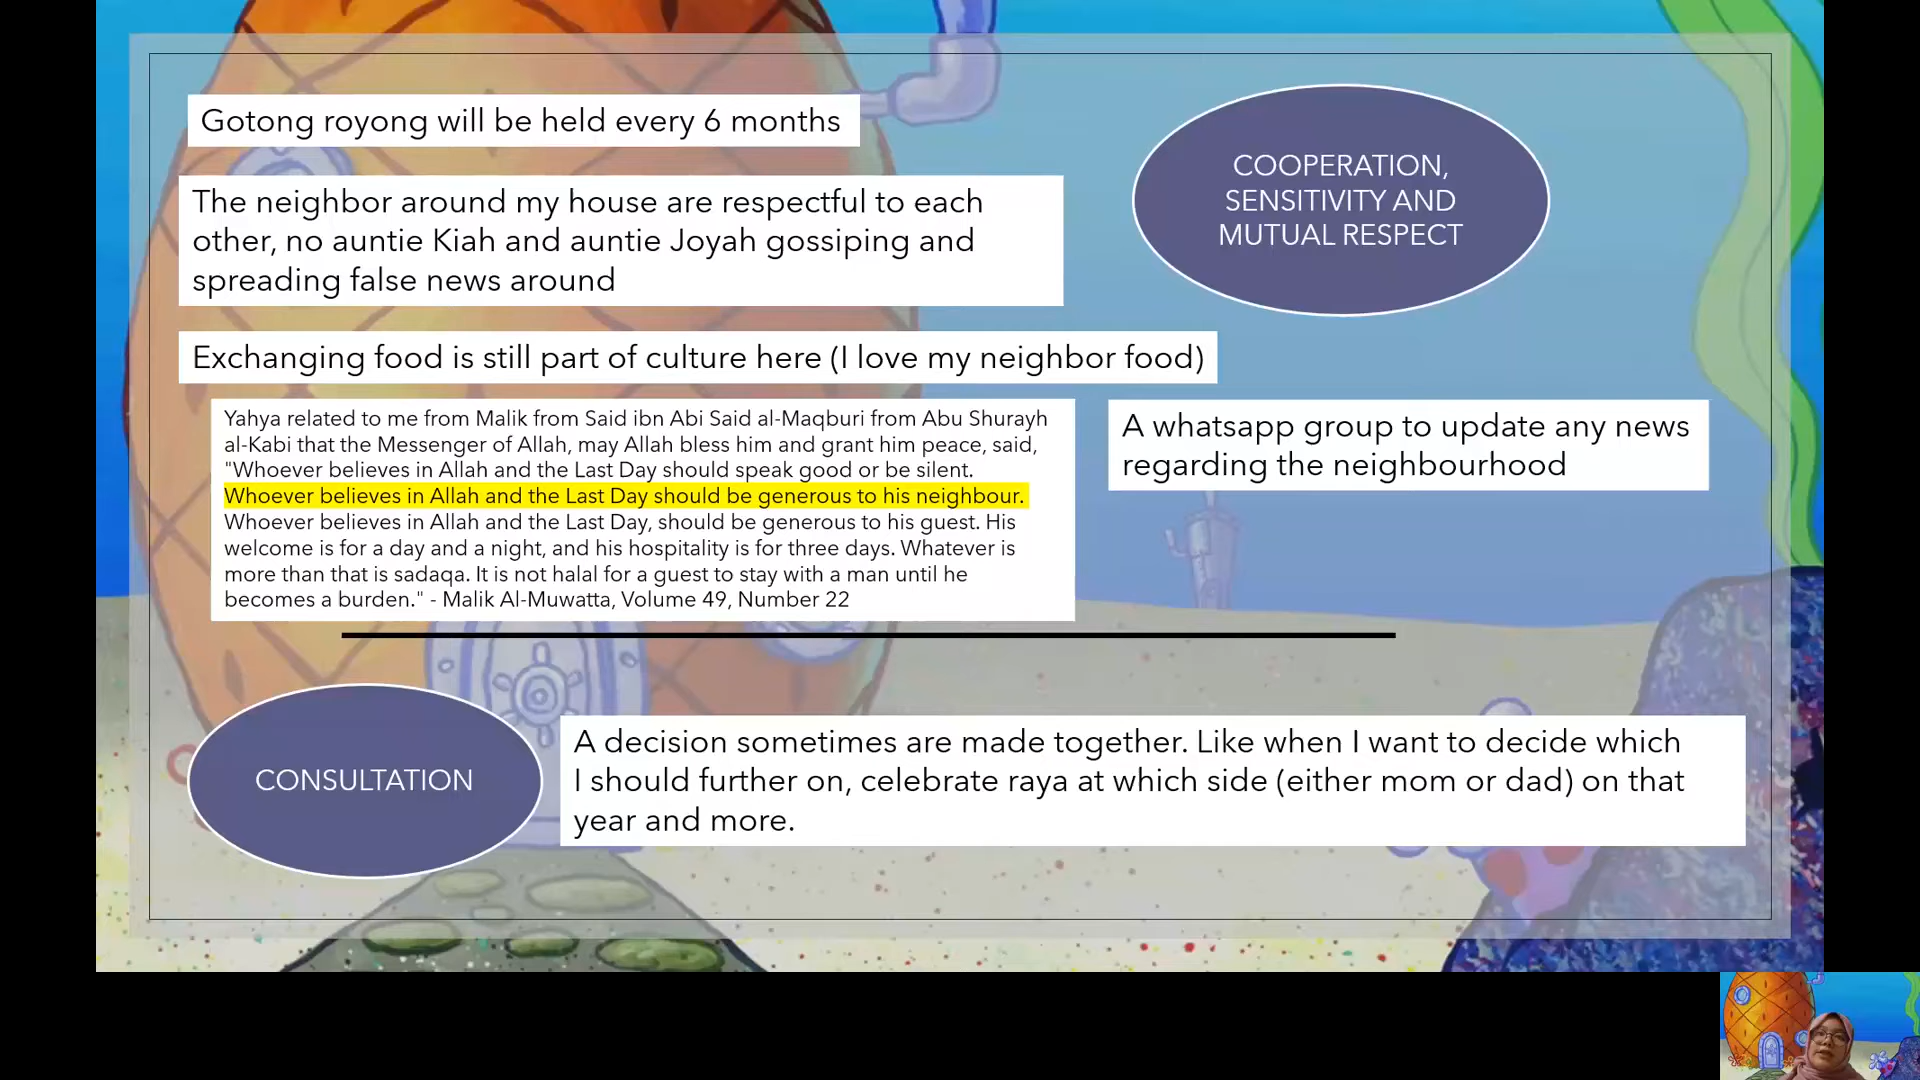 Gotong royong will be held every 6 months
COOPERATION,
SENSITIVITY AND
MUTUAL RESPECT
The neighbor around my house are respectful to each
other, no auntie Kiah and auntie Joyah gossiping and
spreading false news around
Exchanging food is still part of culture here (I love my neighbor food)
Yahya related to me from Malik from Said ibn Abi Said al-Maqburi from Abu Shurayh
al-Kabi that the Messenger of Allah, may Allah bless him and grant him peace, said,
"Whoever believes in Allah and the Last Day should speak good or be silent.
Whoever believes in Allah and the Last Day should be generous to his neighbour.
Whoever believes in Allah and the Last Day, should be generous to his guest. His
welcome is for a day and a night, and his hospitality is for three days. Whatever is
more than that is sadaqa. It is not halal for a guest to stay with a man until he
becomes a burden." - Malik Al-Muwatta, Volume 49, Number 22
A whatsapp group to update any news
regarding the neighbourhood
CONSULTATION
A decision sometimes are made together. Like when I want to decide which
I should further on, celebrate raya at which side (either mom or dad) on that
year and more.